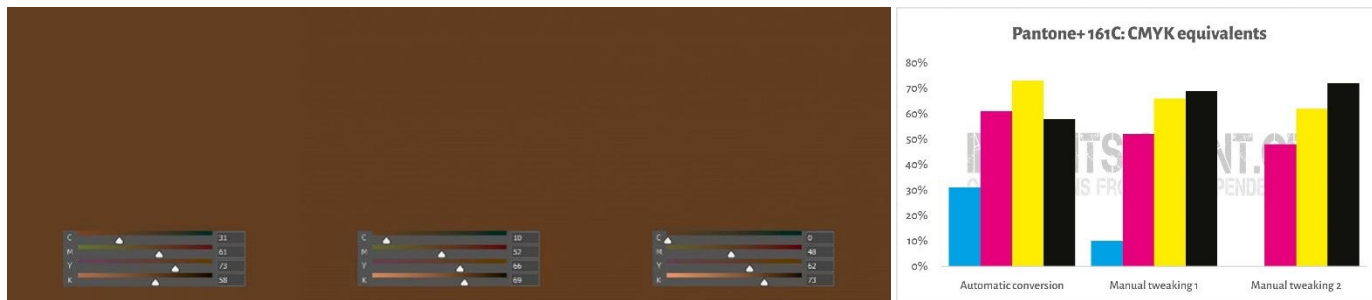 C 31
M 61
Y 73
K 58
C 10
M 52
Y 66
K 69
C 0
M 48
Y 62
K 73
Pantone+ 161C: CMYK equivalents
80%
70%
60%
50%
40%
30%
20%
10%
0%
Automatic conversion
Manual tweaking 1
Manual tweaking 2